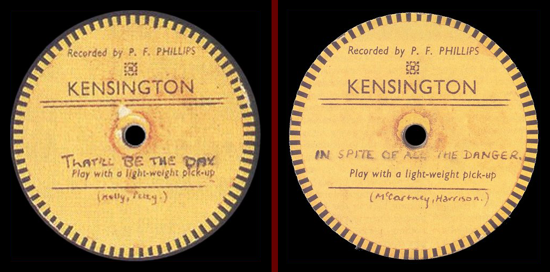 Recorded by P. F. PHILLIPS
KENSINGTON
THAT'LL BE THE DAY
Play with a light-weight pick-up
(Holly, Petty.)
Recorded by P. F. PHILLIPS
KENSINGTON
IN SPITE OF ALL THE DANGER.
Play with a light-weight pick-up
(McCartney, Harrison.)